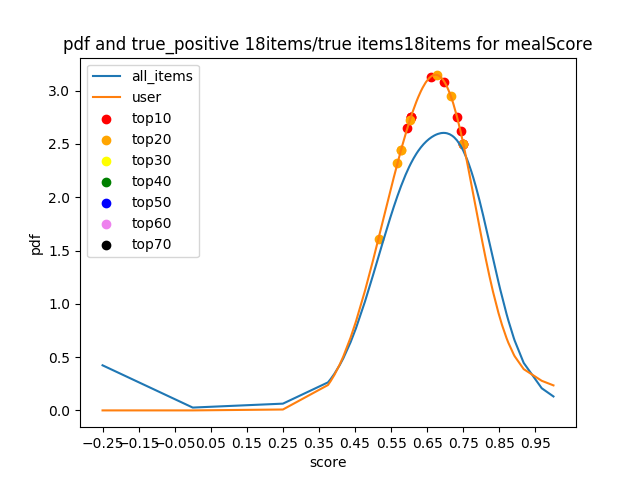 pdf and true_positive 18items/true items18items for mealScore
all_items
user
top10
top20
top30
top40
top50
top60
top70
pdf
3.0
2.5
2.0
1.5
1.0
0.5
0.0
−0.25 −0.15 −0.05 0.05 0.15 0.25 0.35 0.45 0.55 0.65 0.75 0.85 0.95
score